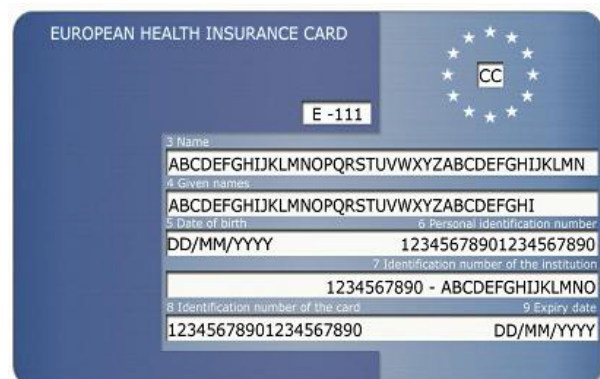 EUROPEAN HEALTH INSURANCE CARD
CC
E -111
3 Name
ABCDEFGHIJKLMNOPQRSTUVWXYZABCDEFGHIJKLMN
4 Given names
ABCDEFGHIJKLMNOPQRSTUVWXYZABCDEFGHI
5 Date of birth 6 Personal identification number
DD/MM/YYYY 12345678901234567890
7 Identification number of the institution
1234567890 - ABCDEFGHIJKLMNO
8 Identification number of the card 9 Expiry date
12345678901234567890 DD/MM/YYYY